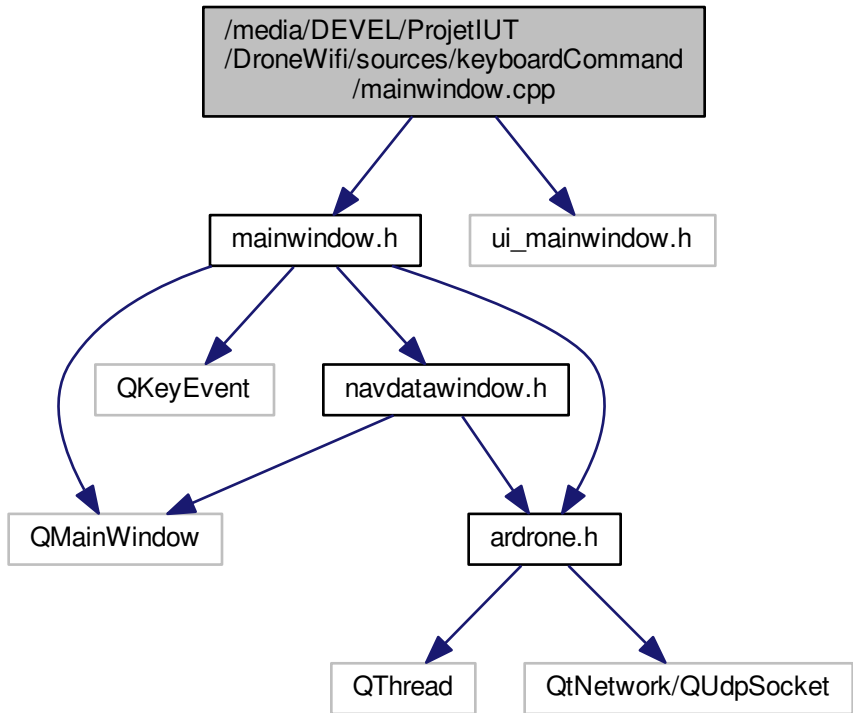 /media/DEVEL/ProjetIUT
/DroneWifi/sources/keyboardCommand
/mainwindow.cpp
mainwindow.h
ui_mainwindow.h
QKeyEvent
navdatawindow.h
QMainWindow
ardrone.h
QThread
QtNetwork/QUdpSocket